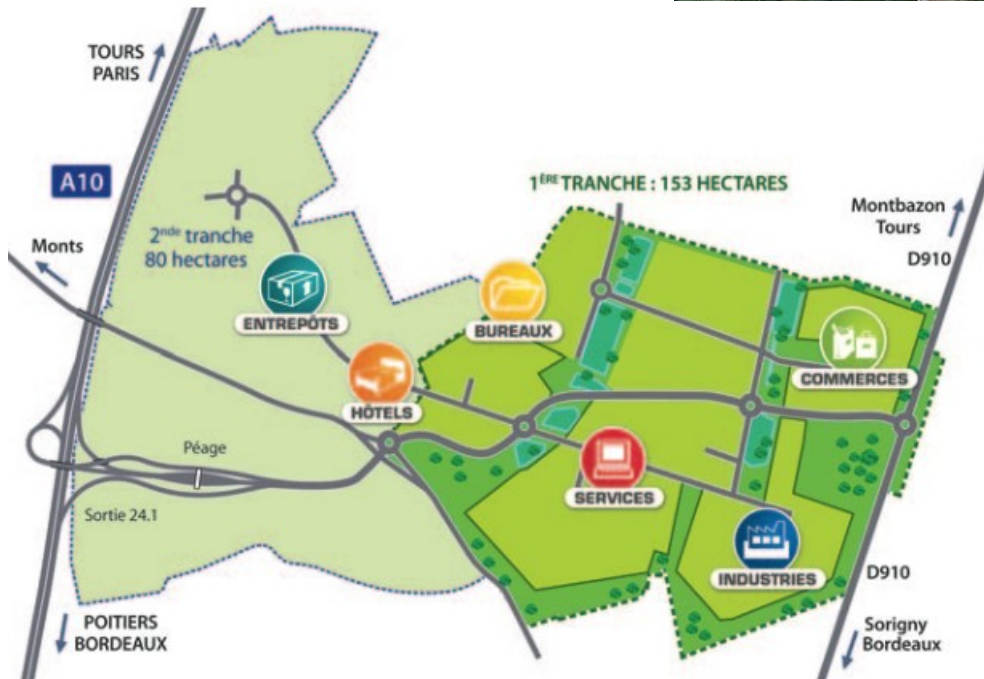 TOURS
PARIS
A10
1ÈRE TRANCHE : 153 HECTARES
Montbazon
Tours
D910
Monts
2nde tranche
80 hectares
ENTREPÔTS
BUREAUX
COMMERCES
HÔTELS
Péage
SERVICES
Sortie 24.1
INDUSTRIES
D910
POITIERS
BORDEAUX
Sorigny
Bordeaux